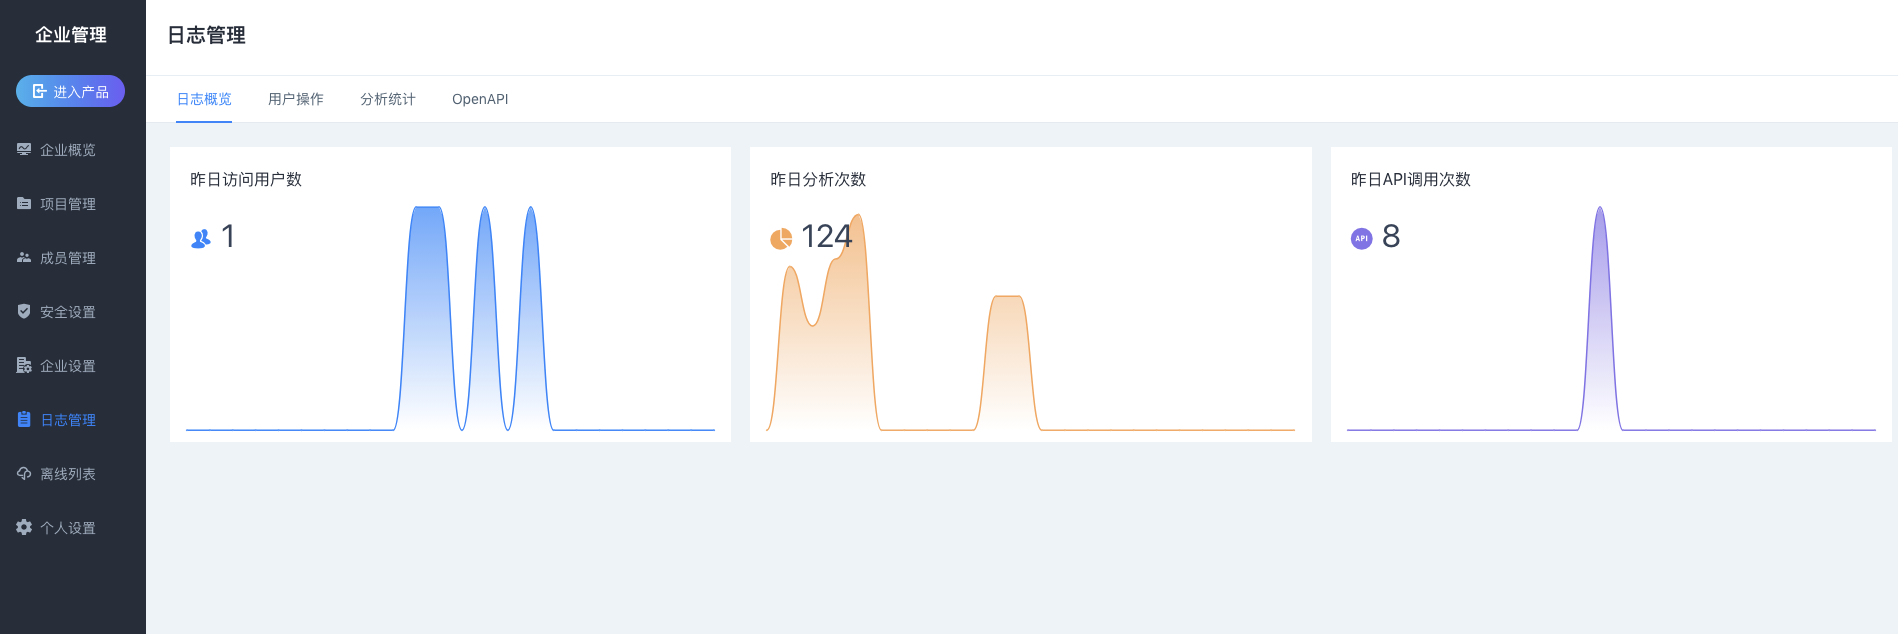 企业管理
进入产品
企业概览
项目管理
成员管理
安全设置
企业设置
日志管理
离线列表
个人设置
日志管理
日志概览 用户操作 分析统计 OpenAPI
昨日访问用户数
1
昨日分析次数
124
昨日API调用次数
API 8